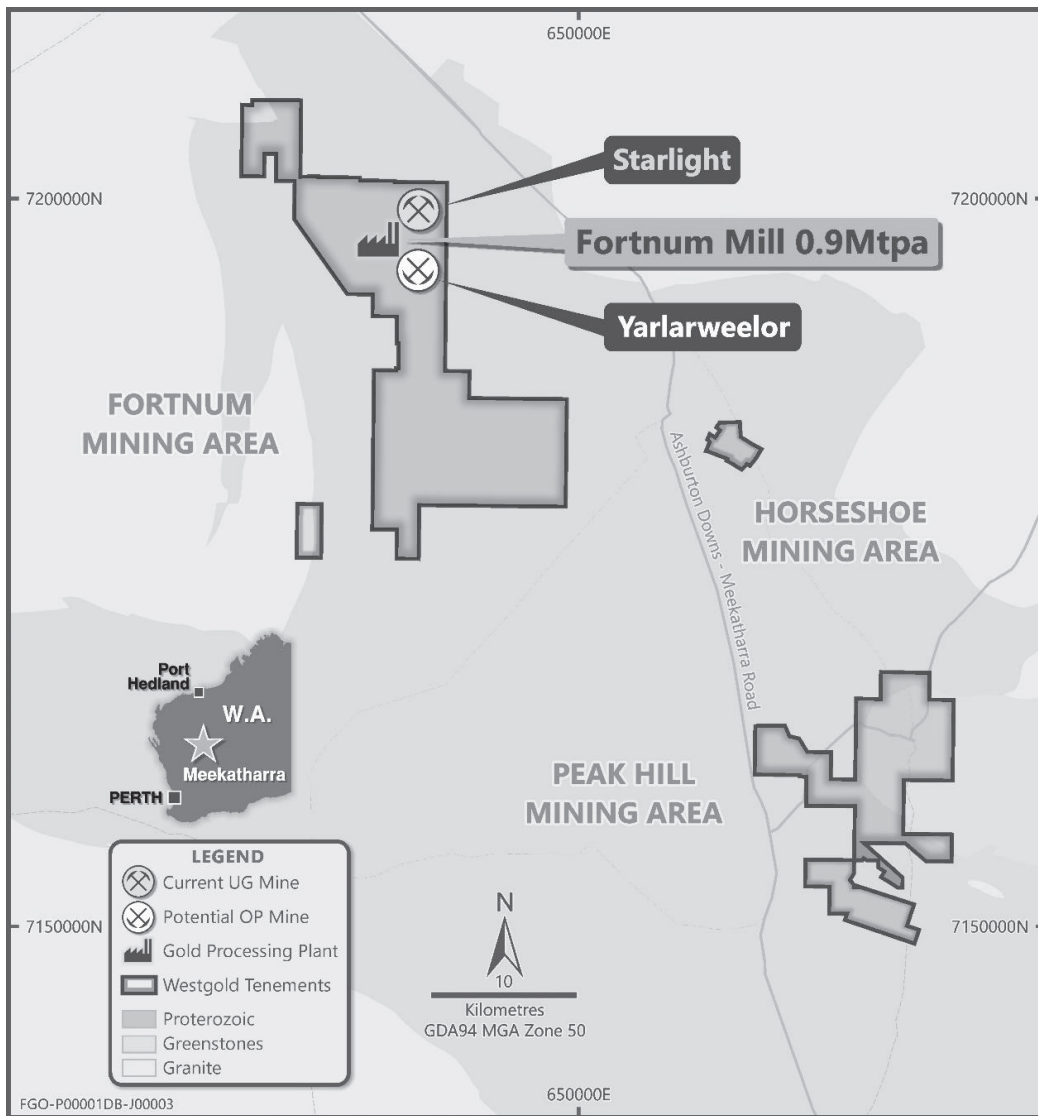 650000E
Starlight
7200000N
7200000N
Fortnum Mill 0.9Mtpa
Yarlarweelor
FORTNUM
MINING AREA
Ashburton Downs - Meekatharra Road
HORSESHOE
MINING AREA
Port
Hedland
W.A.
Meekatharra
PERTH
PEAK HILL
MINING AREA
LEGEND
Current UG Mine
Potential OP Mine
Gold Processing Plant
Westgold Tenements
Proterozoic
Greenstones
Granite
7150000N
7150000N
N
10
Kilometres
GDA94 MGA Zone 50
650000E
FGO-P00001DB-J00003